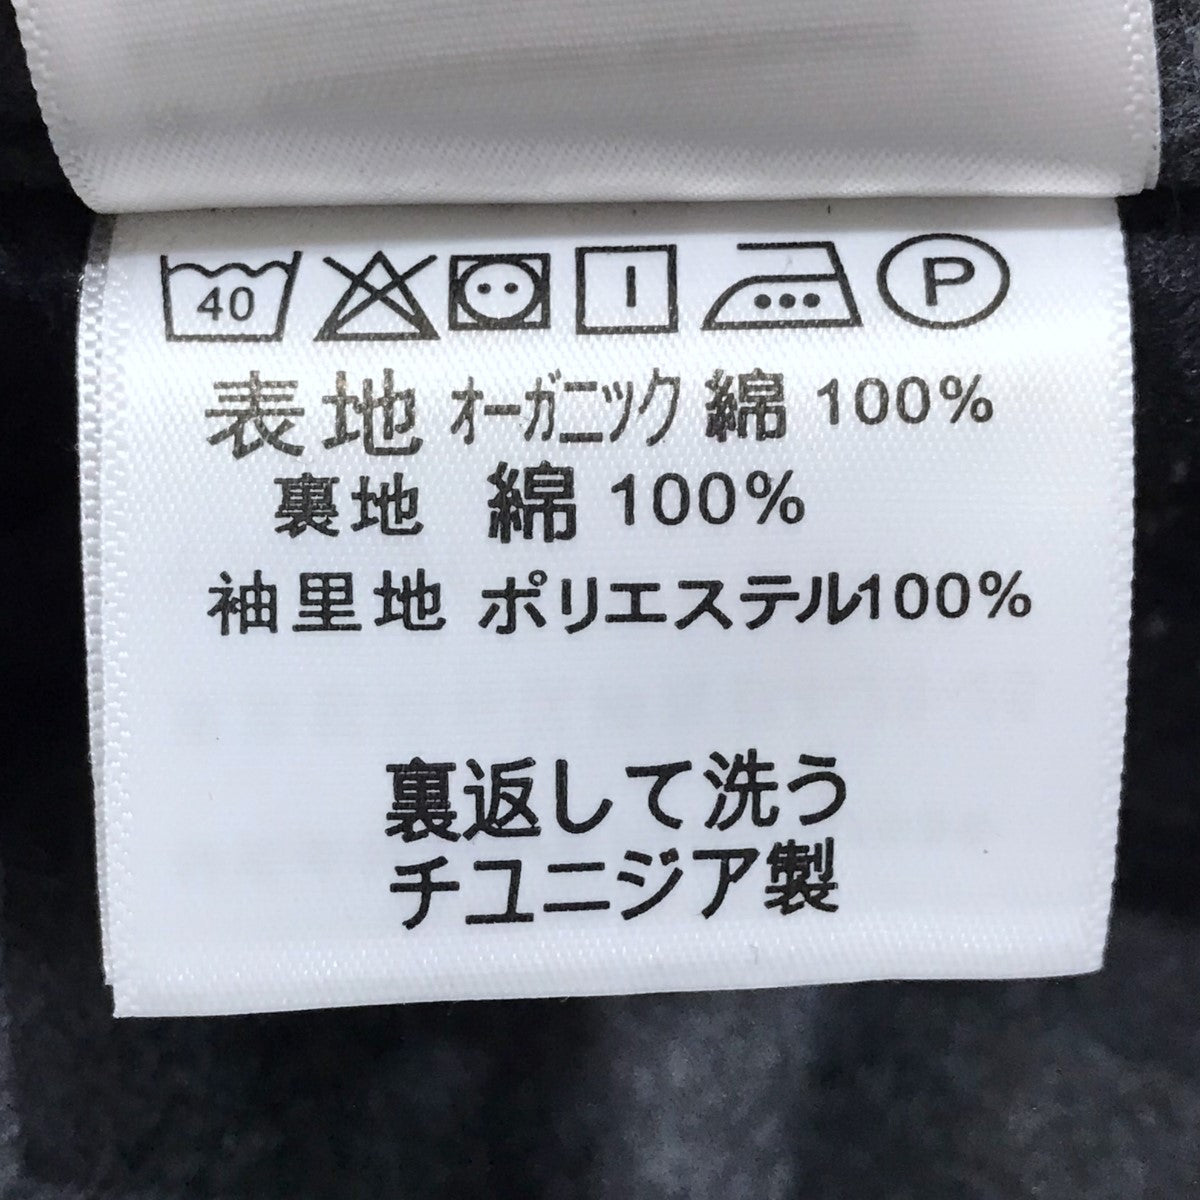 40 P
表地 オーガニック 綿 100%
裏地 綿 100%
袖里地 ポリエステル100%
裏返して洗う
チユニジア製